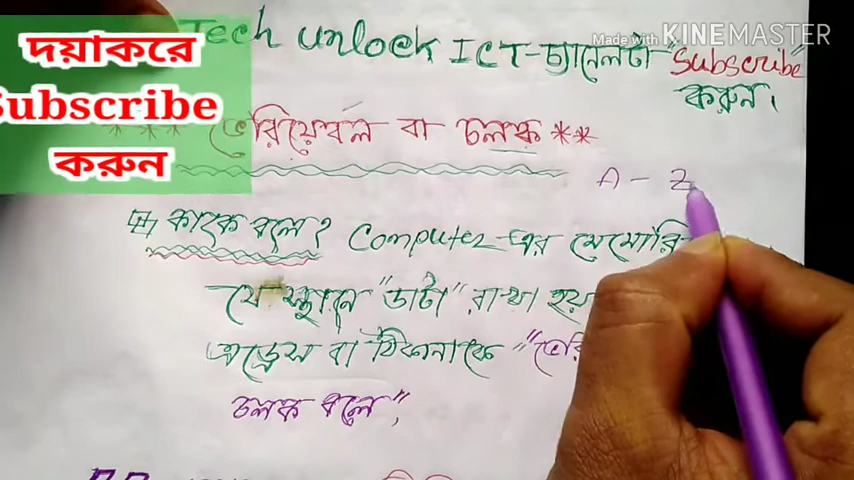 Tech unlock ICT-চ্যানেলটা "Subscribe" করুন।
Made with KINEMASTER
দয়াকরে
Subscribe
করুন
*** ভেরিয়েবল বা চলক **
A - Z
কাকে বলে? Computer এর মেমোরি
যে স্থানে "ডাটা" রাখা হয়
অড্রেস বা ঠিকানাকে "ভেরি
চলক বলে",